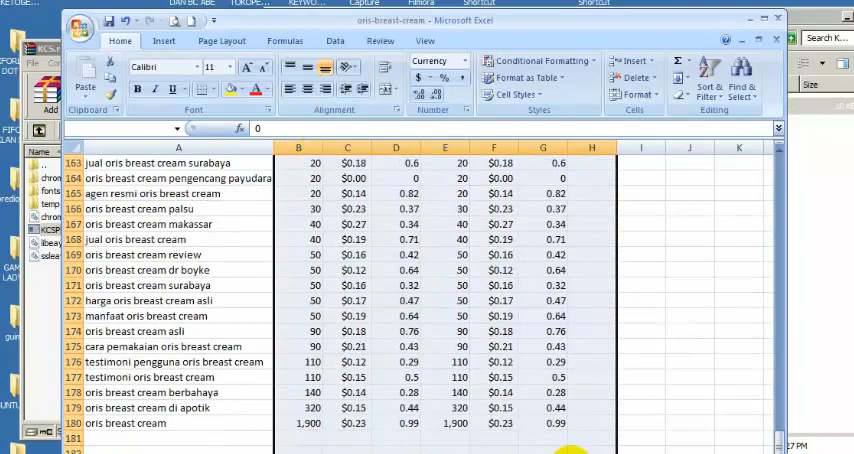 KETOGE...
DAN BC ABE
TOKOPE...
Capture
Filmora
Shortcut
Shortcut
oris-breast-cream - Microsoft Excel
Home Insert Page Layout Formulas Data Review View
Paste
Clipboard
Calibri 11
B I U
Font
Alignment
Currency
$ % ,
Number
Conditional Formatting
Format as Table
Cell Styles
Styles
Insert
Delete
Format
Cells
Sort & Filter
Find & Select
Editing
fx 0
A B C D E F G H I J K
163 jual oris breast cream surabaya 20 $0.18 0.6 20 $0.18 0.6
164 oris breast cream pengencang payudara 20 $0.00 0 20 $0.00 0
165 agen resmi oris breast cream 20 $0.14 0.82 20 $0.14 0.82
166 oris breast cream palsu 30 $0.23 0.37 30 $0.23 0.37
167 oris breast cream makassar 40 $0.27 0.34 40 $0.27 0.34
168 jual oris breast cream 40 $0.19 0.71 40 $0.19 0.71
169 oris breast cream review 50 $0.16 0.42 50 $0.16 0.42
170 oris breast cream dr boyke 50 $0.12 0.64 50 $0.12 0.64
171 oris breast cream surabaya 50 $0.16 0.32 50 $0.16 0.32
172 harga oris breast cream asli 50 $0.17 0.47 50 $0.17 0.47
173 manfaat oris breast cream 50 $0.19 0.64 50 $0.19 0.64
174 oris breast cream asli 90 $0.18 0.76 90 $0.18 0.76
175 cara pemakaian oris breast cream 90 $0.21 0.43 90 $0.21 0.43
176 testimoni pengguna oris breast cream 110 $0.12 0.29 110 $0.12 0.29
177 testimoni oris breast cream 110 $0.15 0.5 110 $0.15 0.5
178 oris breast cream berbahaya 140 $0.14 0.28 140 $0.14 0.28
179 oris breast cream di apotik 320 $0.15 0.44 320 $0.15 0.44
180 oris breast cream 1,900 $0.23 0.99 1,900 $0.23 0.99
181
KCS.r
File
Add
Name
..
chrom
fonts
temp
chrom
KCSP
libeay
ssleay
Search K...
Size
27 PM